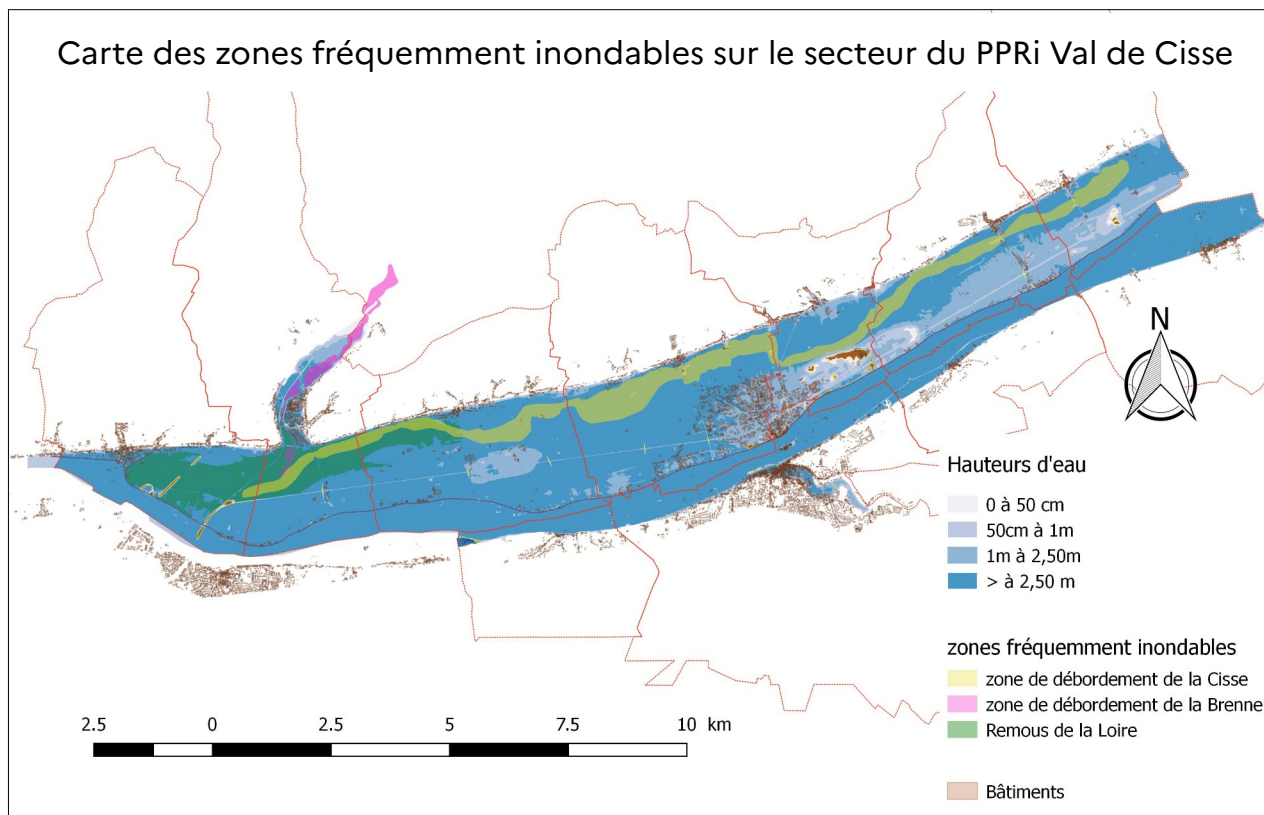 Carte des zones fréquemment inondables sur le secteur du PPRi Val de Cisse
N
Hauteurs d'eau
0 à 50 cm
50cm à 1m
1m à 2,50m
> à 2,50 m
zones fréquemment inondables
zone de débordement de la Cisse
zone de débordement de la Brenne
Remous de la Loire
Bâtiments
2.5 0 2.5 5 7.5 10 km